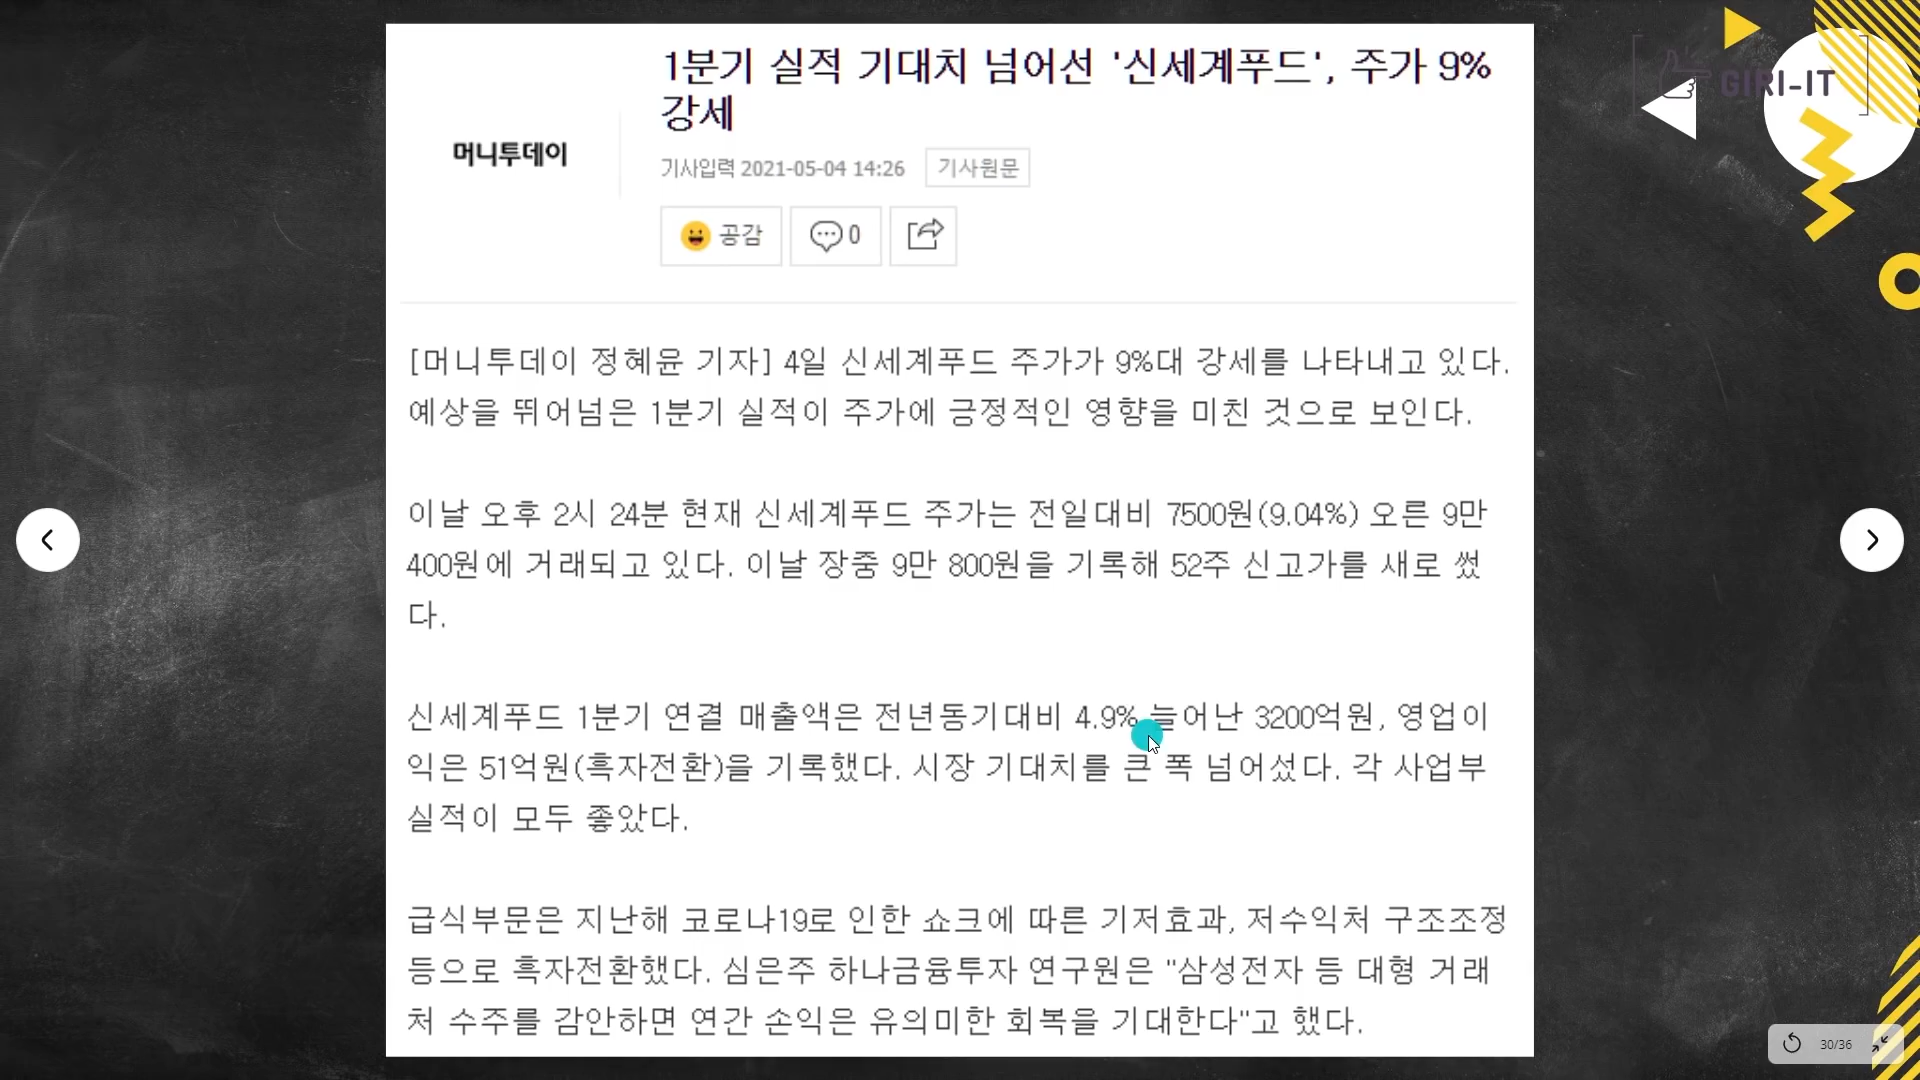 1분기 실적 기대치 넘어선 '신세계푸드', 주가 9%
강세
머니투데이
기사입력 2021-05-04 14:26 기사원문
공감 0
[머니투데이 정혜윤 기자] 4일 신세계푸드 주가가 9%대 강세를 나타내고 있다.
예상을 뛰어넘은 1분기 실적이 주가에 긍정적인 영향을 미친 것으로 보인다.
이날 오후 2시 24분 현재 신세계푸드 주가는 전일대비 7500원(9.04%) 오른 9만
400원에 거래되고 있다. 이날 장중 9만 800원을 기록해 52주 신고가를 새로 썼
다.
신세계푸드 1분기 연결 매출액은 전년동기대비 4.9% 늘어난 3200억원, 영업이
익은 51억원(흑자전환)을 기록했다. 시장 기대치를 큰 폭 넘어섰다. 각 사업부
실적이 모두 좋았다.
급식부문은 지난해 코로나19로 인한 쇼크에 따른 기저효과, 저수익처 구조조정
등으로 흑자전환했다. 심은주 하나금융투자 연구원은 "삼성전자 등 대형 거래
처 수주를 감안하면 연간 손익은 유의미한 회복을 기대한다"고 했다.
GIRI-IT
30/36